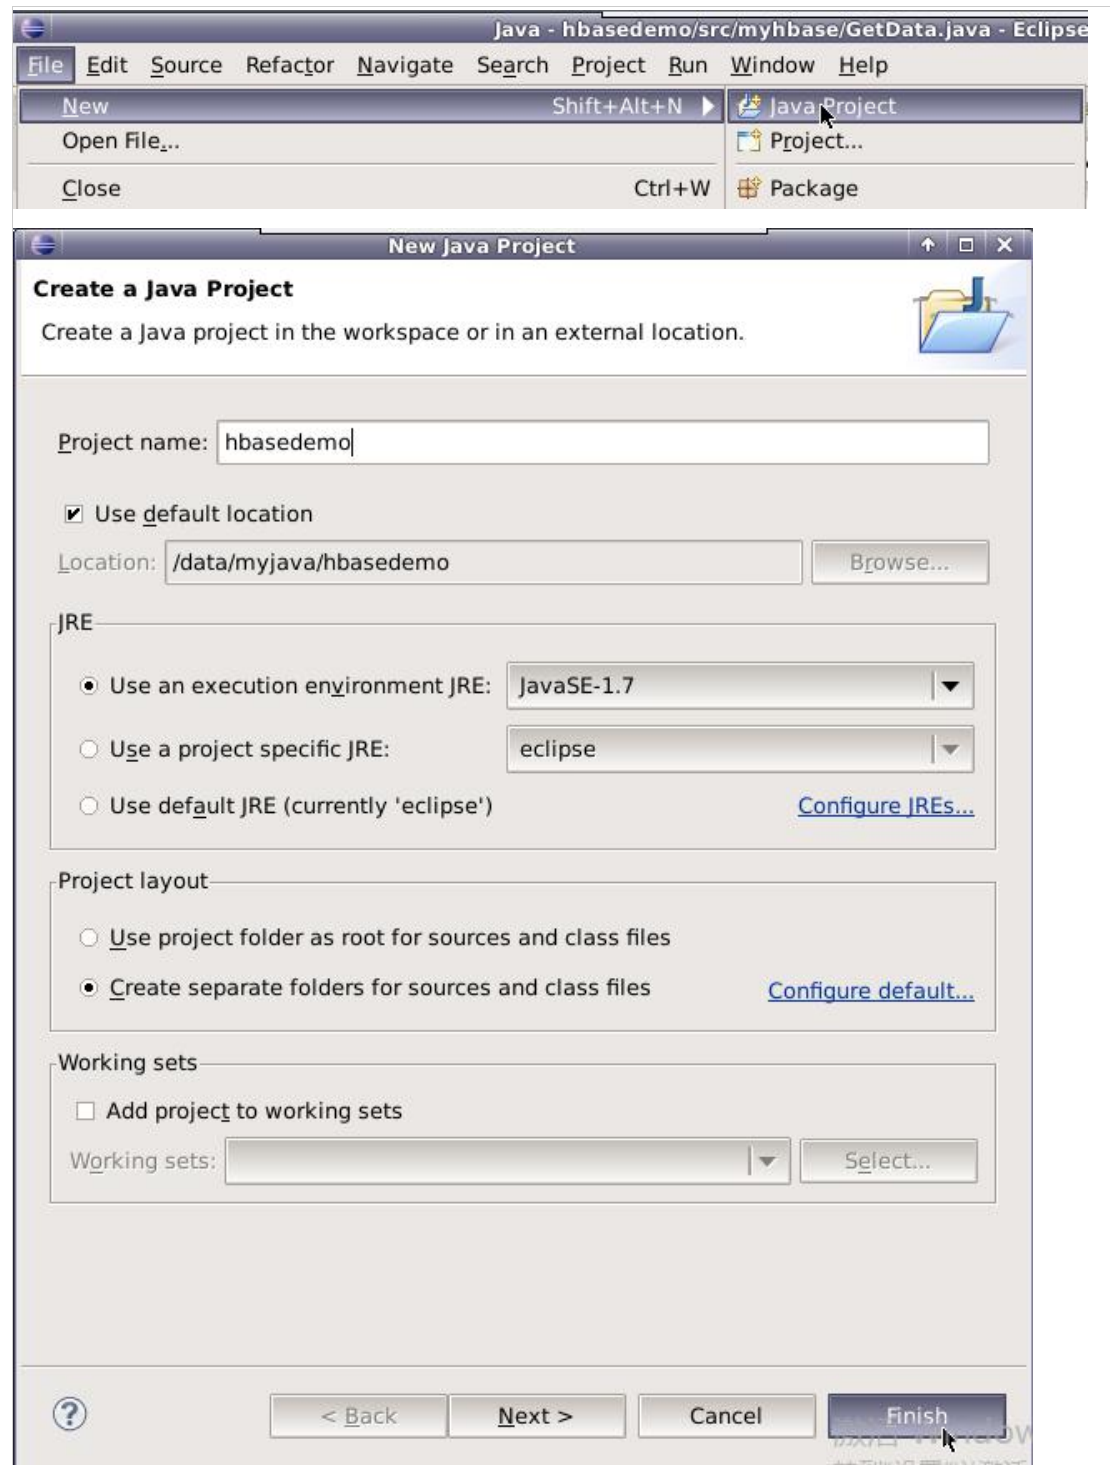 Java - hbasedemo/src/myhbase/GetData.java - Eclipse
File Edit Source Refactor Navigate Search Project Run Window Help
New Shift+Alt+N Java Project
Open File... Project...
Close Ctrl+W Package
New Java Project
Create a Java Project
Create a Java project in the workspace or in an external location.
Project name: hbasedemo
Use default location
Location: /data/myjava/hbasedemo Browse...
JRE
Use an execution environment JRE: JavaSE-1.7
Use a project specific JRE: eclipse
Use default JRE (currently 'eclipse') Configure JREs...
Project layout
Use project folder as root for sources and class files
Create separate folders for sources and class files Configure default...
Working sets
Add project to working sets
Working sets: Select...
? < Back Next > Cancel Finish